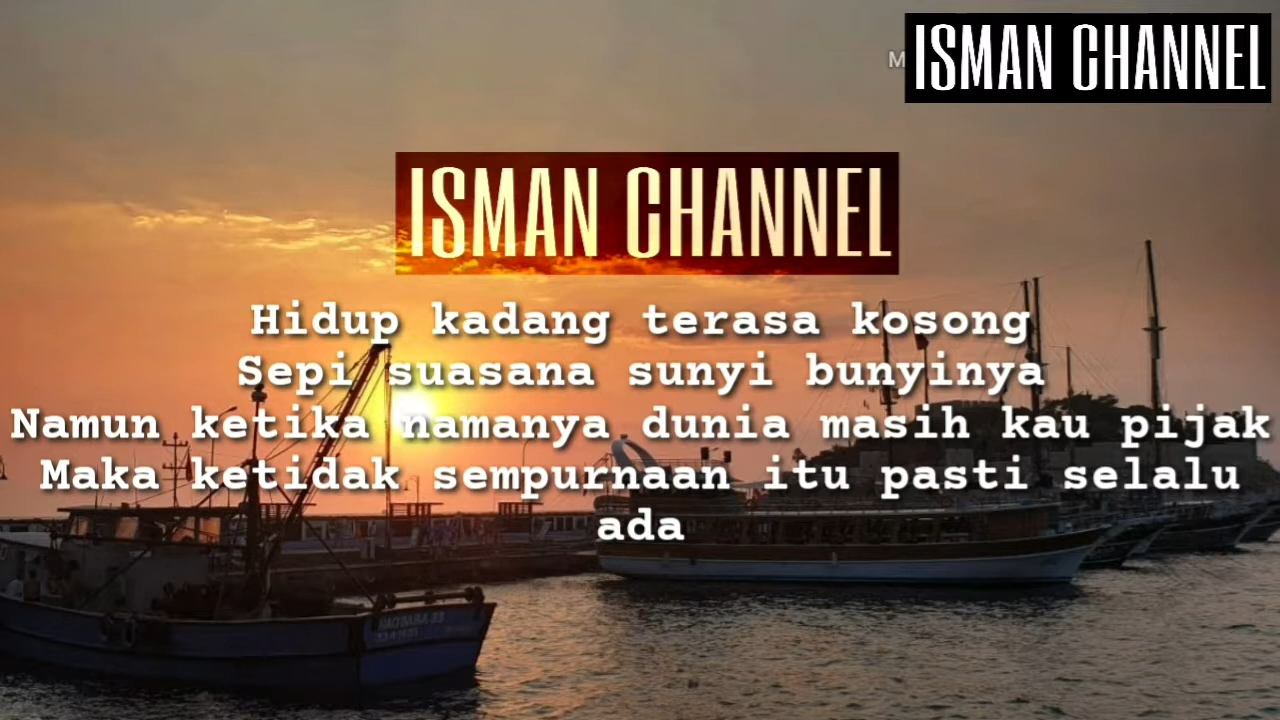 ISMAN CHANNEL
ISMAN CHANNEL
Hidup kadang terasa kosong
Sepi suasana sunyi bunyinya
Namun ketika namanya dunia masih kau pijak
Maka ketidak sempurnaan itu pasti selalu
ada